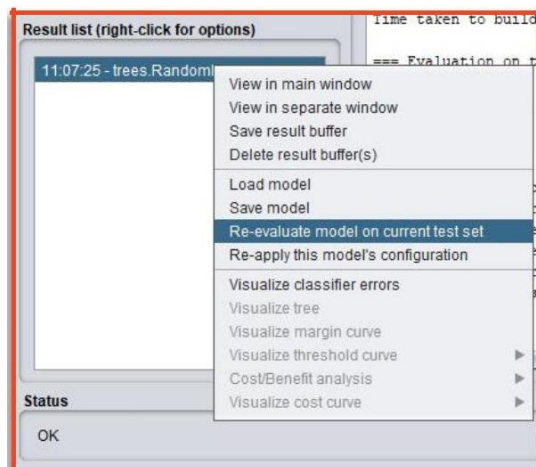 Result list (right-click for options)
Time taken to build
=== Evaluation on t
11:07:25 - trees.Random
View in main window
View in separate window
Save result buffer
Delete result buffer(s)
Load model
Save model
Re-evaluate model on current test set
Re-apply this model's configuration
Visualize classifier errors
Visualize tree
Visualize margin curve
Visualize threshold curve
Cost/Benefit analysis
Visualize cost curve
Status
OK